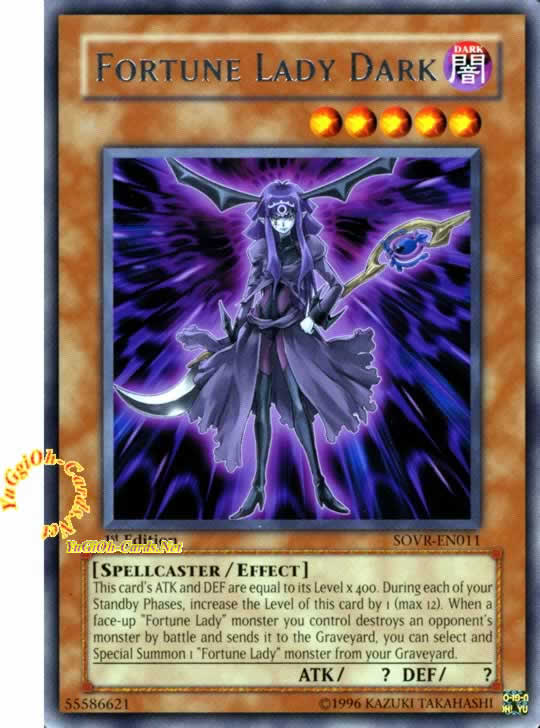 FORTUNE LADY DARK
DARK
闇
1st Edition
SOVR-EN011
YuGgiOh-Cards.Net
YuGiOh-Cards.Net
[SPELLCASTER / EFFECT]
This card's ATK and DEF are equal to its Level x 400. During each of your
Standby Phases, increase the Level of this card by 1 (max 12). When a
face-up "Fortune Lady" monster you control destroys an opponent's
monster by battle and sends it to the Graveyard, you can select and
Special Summon 1 "Fortune Lady" monster from your Graveyard.
ATK/ ? DEF/ ?
55586621
©1996 KAZUKI TAKAHASHI